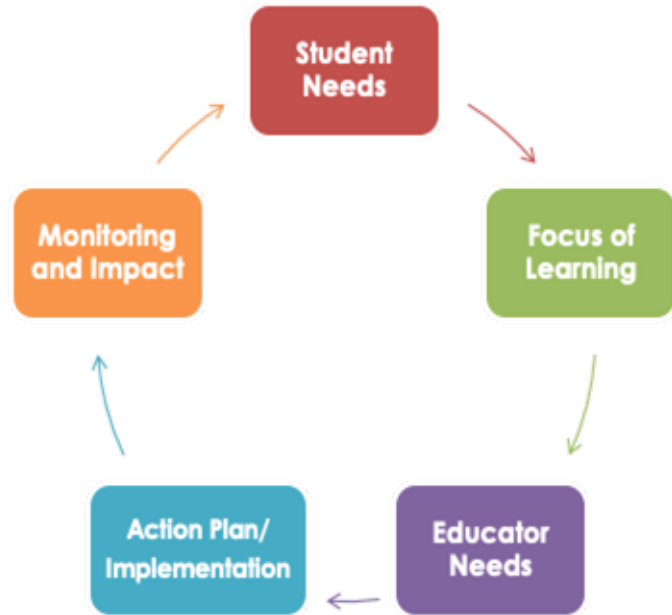 Student
Needs
Focus of
Learning
Educator
Needs
Action Plan/
Implementation
Monitoring
and Impact